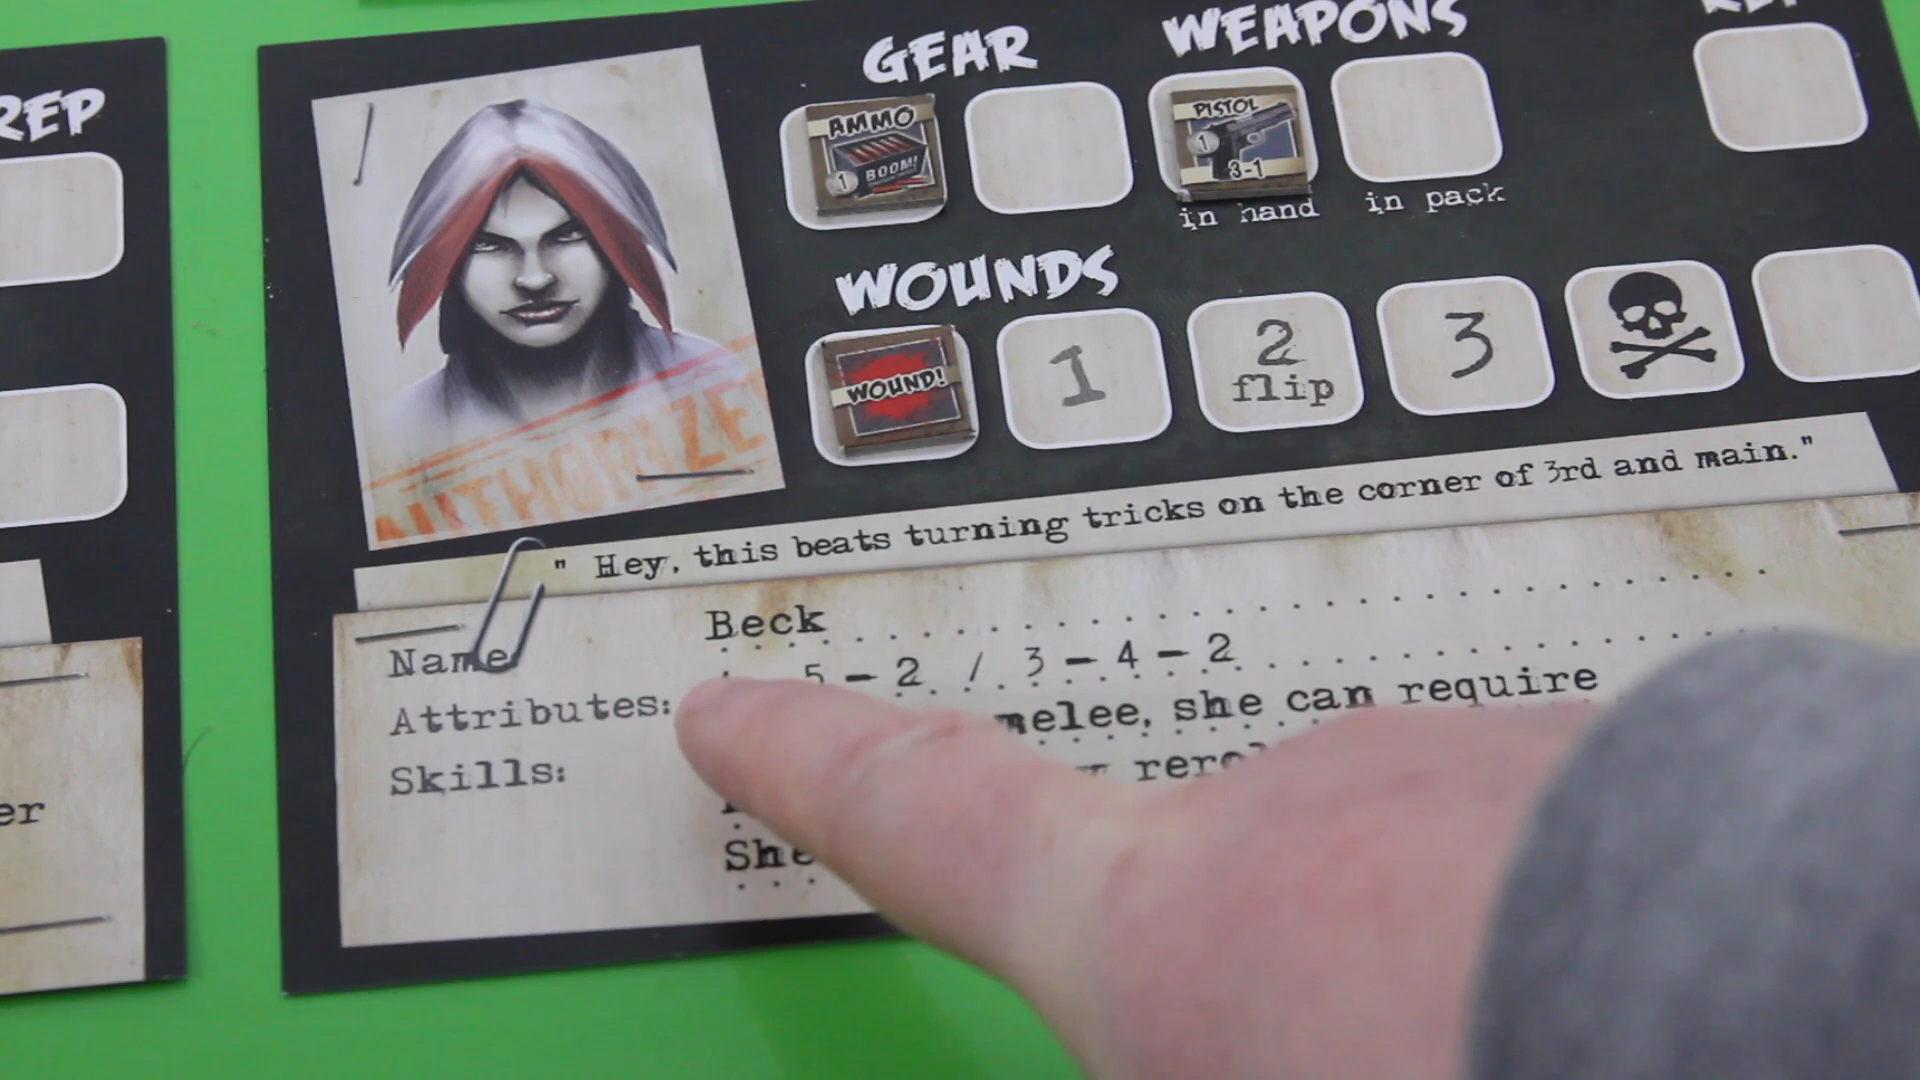 REP
GEAR
WEAPONS
AMMO
BOOM!
1
PISTOL
1
3-1
in hand
in pack
WOUNDS
WOUND!
1
2
flip
3
" Hey, this beats turning tricks on the corner of 3rd and main."
Name
Beck
Attributes:
5 - 2 / 3 - 4 - 2
Skills:
melee, she can require
She
er